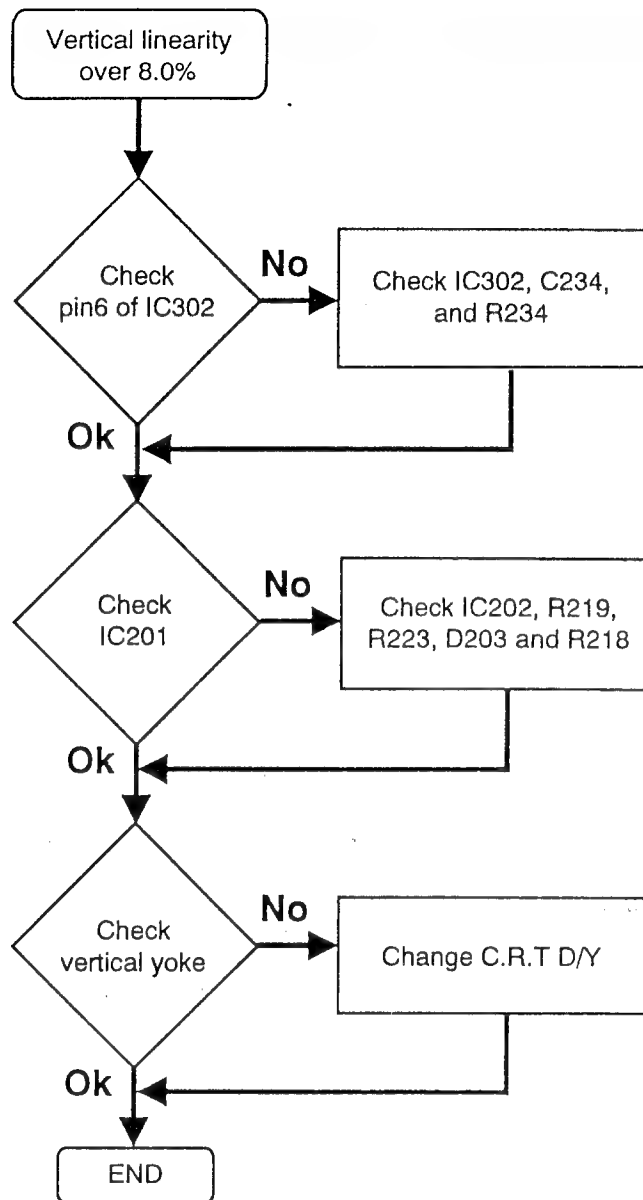 Vertical linearity
over 8.0%
Check
pin6 of IC302
No
Check IC302, C234,
and R234
Ok
Check
IC201
No
Check IC202, R219,
R223, D203 and R218
Ok
Check
vertical yoke
No
Change C.R.T D/Y
Ok
END